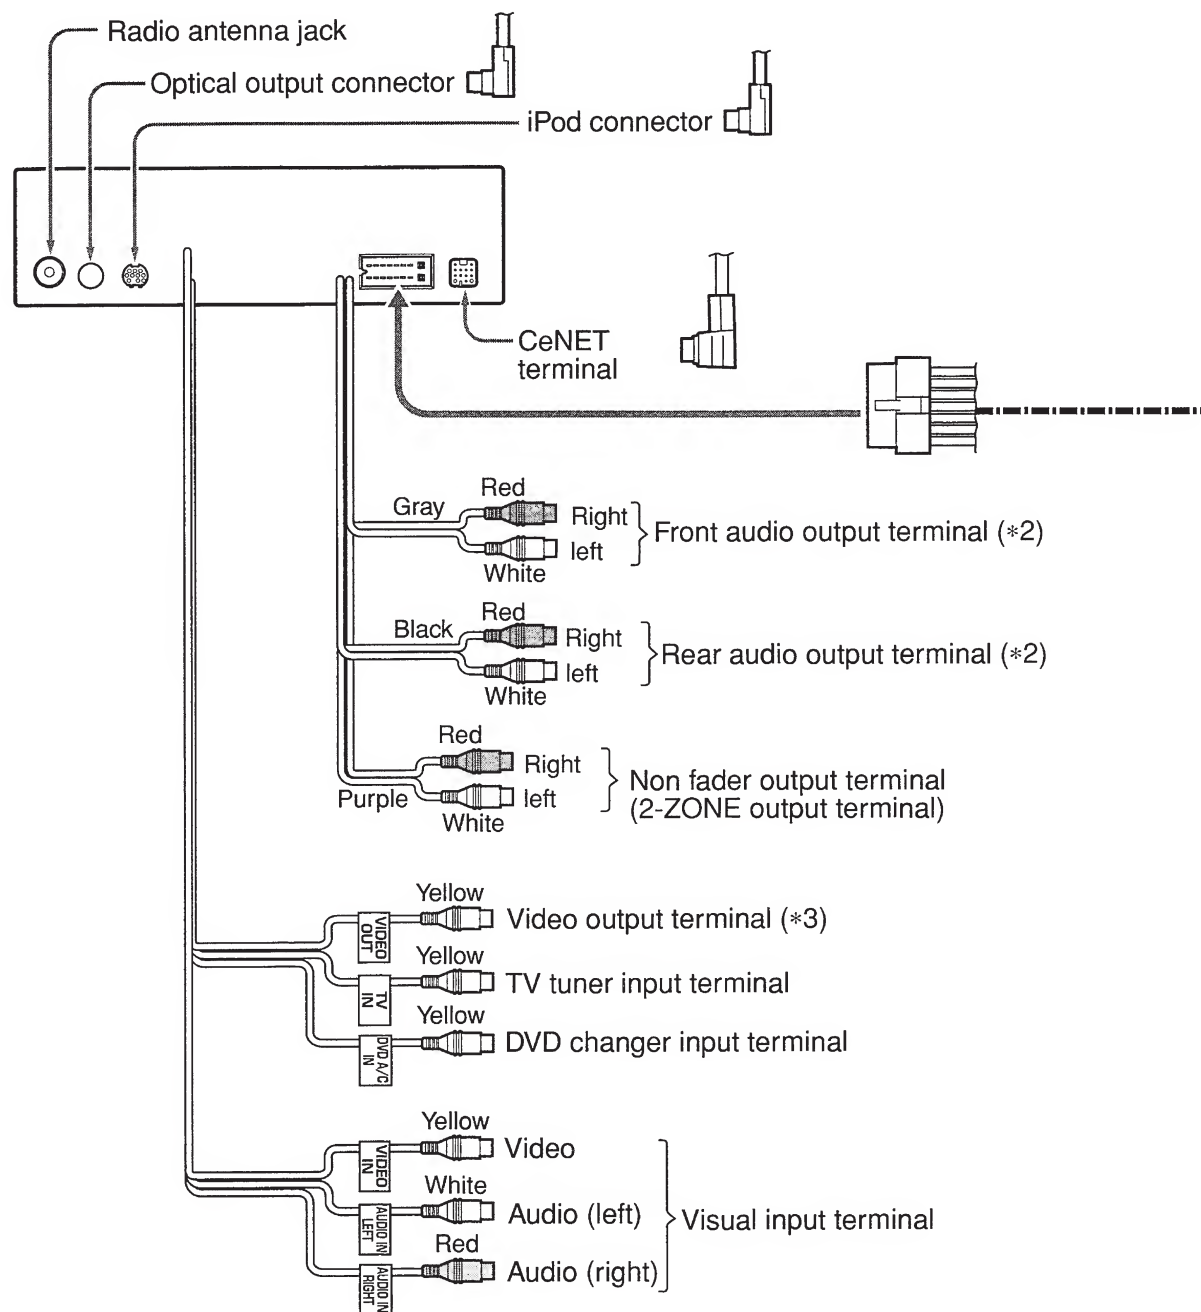 Radio antenna jack
Optical output connector
iPod connector
CeNET
terminal
Red
Gray
Right
left
White
Front audio output terminal (*2)
Red
Black
Right
left
White
Rear audio output terminal (*2)
Red
Right
Purple
left
White
Non fader output terminal
(2-ZONE output terminal)
Yellow
VIDEO
OUT
Video output terminal (*3)
Yellow
TV
IN
TV tuner input terminal
Yellow
DVD A/C
IN
DVD changer input terminal
Yellow
VIDEO
IN
Video
White
AUDIO IN
LEFT
Audio (left)
Visual input terminal
Red
AUDIO IN
RIGHT
Audio (right)